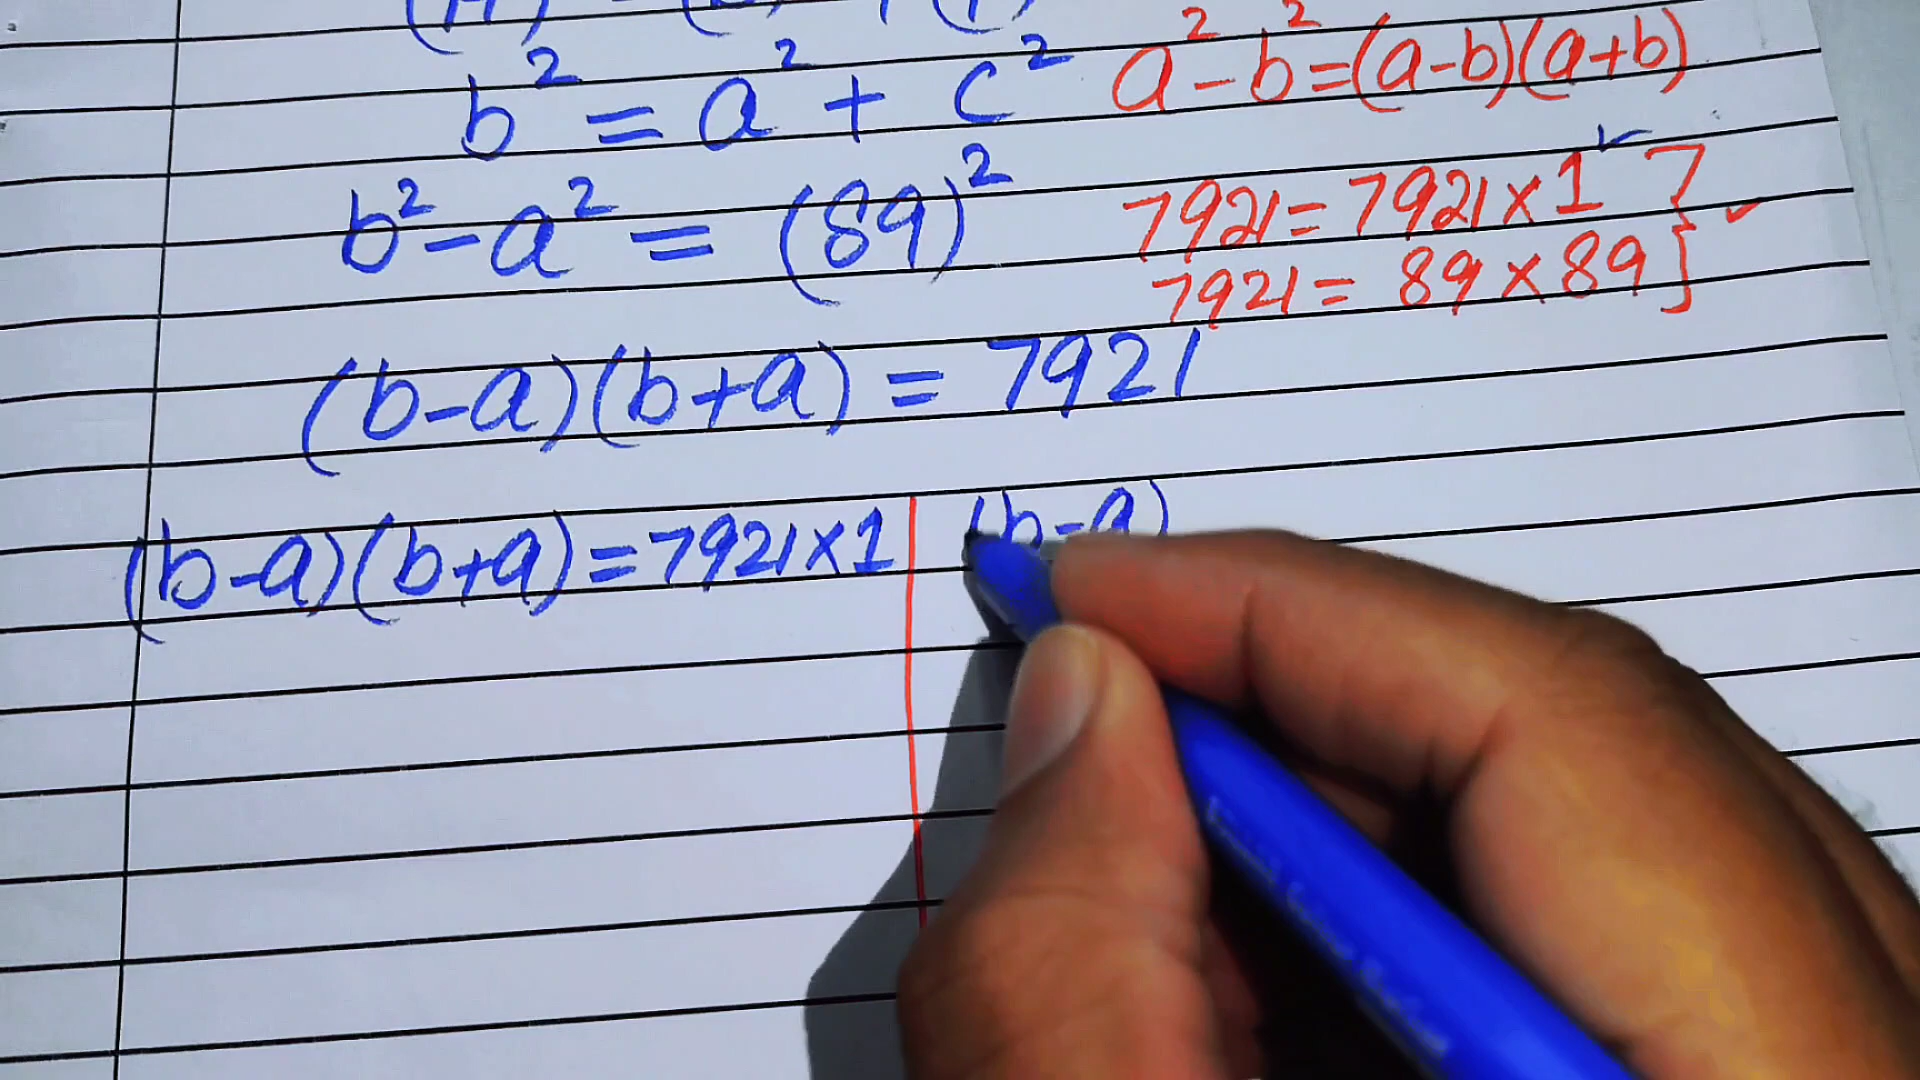 b² = a² + c²
a² - b² = (a-b)(a+b)
b² - a² = (89)²
7921 = 7921 × 1
7921 = 89 × 89
(b-a)(b+a) = 7921
(b-a)(b+a) = 7921 × 1
(b-a)